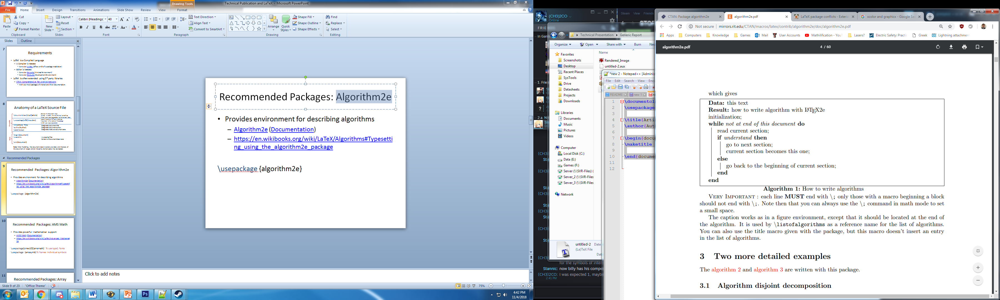 Technical Publication and LaTeX - Microsoft PowerPoint
Drawing Tools
File Home Insert Design Transitions Animations Slide Show Review View Format
Paste
Cut
Copy
Format Painter
Clipboard
New Slide
Layout
Reset
Section
Slides
Calibri (Headings) 40
Font
Text Direction
Align Text
Convert to SmartArt
Paragraph
Arrange
Quick Styles
Shape Fill
Shape Outline
Shape Effects
Drawing
Find
Replace
Select
Editing
Slides Outline
7
Requirements
LaTeX is a Compiled Language
A Compiler is needed
Editor is Needed
LaTeX is often extended using 3rd party libraries
CTAN: Comprehensive TeX Archive Network
8
Anatomy of a LaTeX Source File
Recommended Packages
9
Recommended Packages: Algorithm2e
Provides environment for describing algorithms
Algorithm2e (Documentation)
https://en.wikibooks.org/wiki/LaTeX/Algorithms#Typesetti
ng_using_the_algorithm2e_package
\usepackage {algorithm2e}
10
Recommended Packages: AMS Math
Provides powerful mathematical support
AMS Math (Documentation)
\usepackage[cmex10]{amsmath} % use type1 fonts
\usepackage {amssymb} % Names individual symbols
11
Recommended Packages: Array
Recommended Packages: Algorithm2e
• Provides environment for describing algorithms
– Algorithm2e (Documentation)
– https://en.wikibooks.org/wiki/LaTeX/Algorithms#Typesetti
ng_using_the_algorithm2e_package
\usepackage {algorithm2e}
Click to add notes
Slide 9 of 23 "Office Theme" 75%
4:42 PM
11/4/2018
(CH3)2CO
Online
Steam View Friends
Technical Presentation Generic Report
Organize Open Share with Burn
Favorites
Screenshots
Desktop
Recent Places
SysTools
Drive
Datasheets
Projects
Downloads
Libraries
Documents
Music
Pictures
Videos
Computer
Local Disk (C:)
Data (E:)
Games (F:)
Server (\\SVR-Files) (
Server_2 (\\SVR-Files
Server_3 (\\SVR-Files
Network
Name
Rendered_Image
untitled-2.aux
untitled-2 Date
(La)TeX File
Dat
for the symbols of inter
Stannic: now billy has his compe
(CH3)2CO: I was expected 1, mayb
2:41 PM
*new 2 - Notepad++ [Adminis
File Edit Search View Enc
README new 1
1 \documentcl
2 \usepackage
3
4 \title{Arti
5 \author{Aut
6
7 \begin{docu
8 \maketitle
9
10 \end{docume
11
12
CTAN: Package algorithm2e
algorithm2e.pdf
LaTeX package conflicts - Exterio
xcolor and graphicx - Google Sea
Not secure | mirrors.rit.edu/CTAN/macros/latex/contrib/algorithm2e/doc/algorithm2e.pdf
Apps Computers Knowledge Games Mail User Accounts Mathilification - You Lasers? Electric Safety: Practi Greek Lightning attachment
algorithm2e.pdf 4 / 60
which gives
Data: this text
Result: how to write algorithm with LATEX2e
initialization;
while not at end of this document do
read current section;
if understand then
go to next section;
current section becomes this one;
else
go back to the beginning of current section;
end
end
Algorithm 1: How to write algorithms
VERY IMPORTANT : each line MUST end with \; only those with a macro beginning a block
should not end with \;. Note then that you can always use the \; command in math mode to set
a small space.
The caption works as in a figure environment, except that it should be located at the end of
the algorithm. It is used by \listofalgorithms as a reference name for the list of algorithms.
You can also use the title macro given with the package, but this macro doesn't insert an entry
in the list of algorithms.
3 Two more detailed examples
The algorithm 2 and algorithm 3 are written with this package.
3.1 Algorithm disjoint decomposition